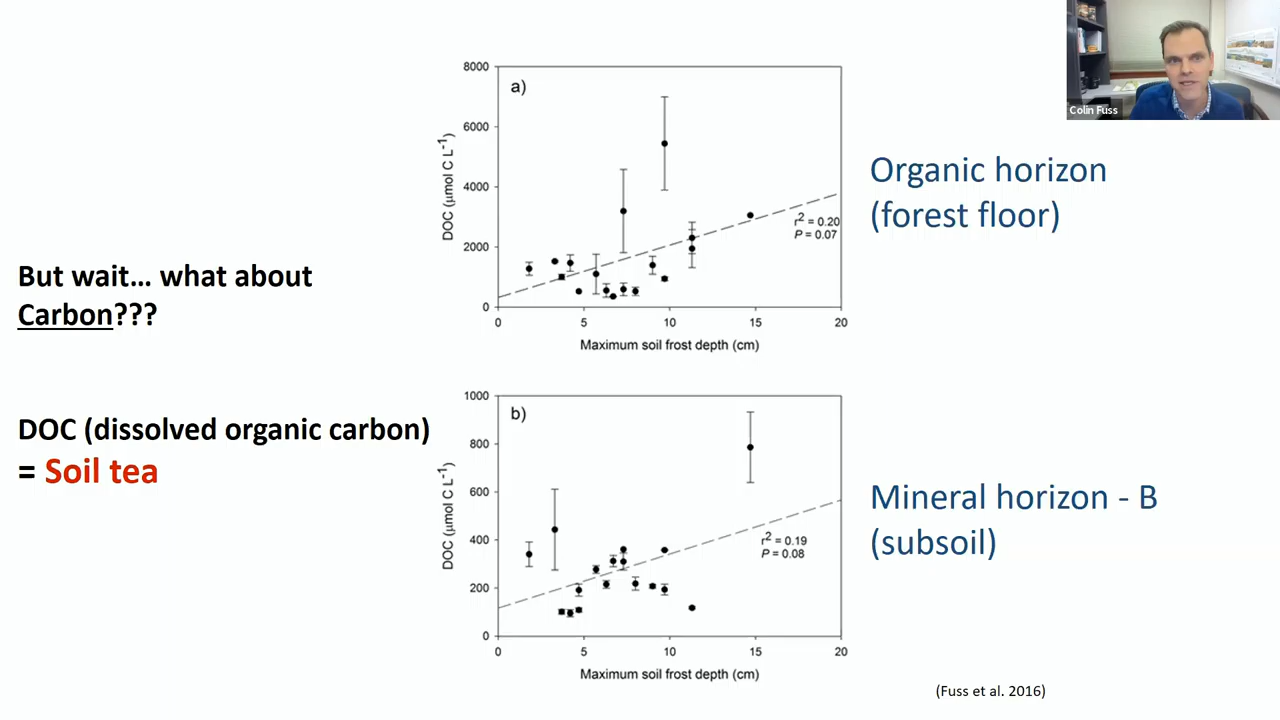 Colin Fuss
But wait... what about
Carbon???
DOC (dissolved organic carbon)
= Soil tea
a)
8000
6000
4000
2000
0
DOC (μmol C L⁻¹)
r² = 0.20
P = 0.07
0 5 10 15 20
Maximum soil frost depth (cm)
Organic horizon
(forest floor)
b)
1000
800
600
400
200
0
DOC (μmol C L⁻¹)
r² = 0.19
P = 0.08
0 5 10 15 20
Maximum soil frost depth (cm)
Mineral horizon - B
(subsoil)
(Fuss et al. 2016)